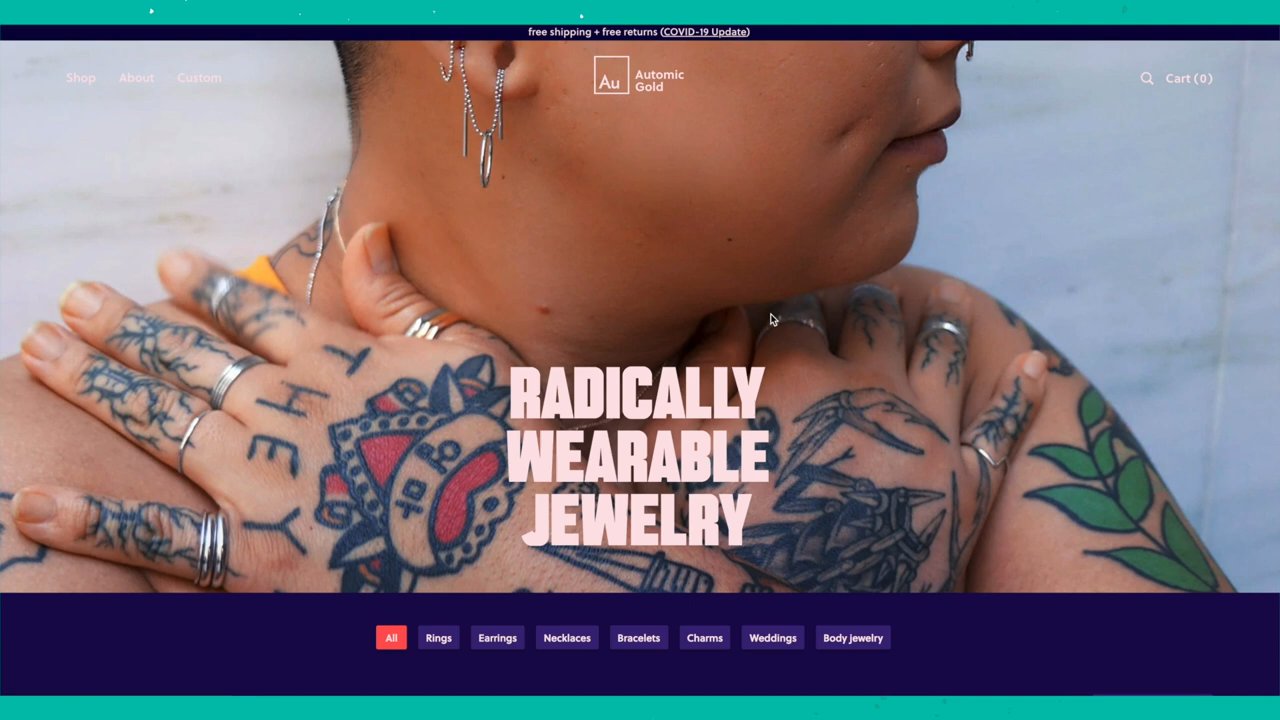 free shipping + free returns (COVID-19 Update)
Shop About Custom
Au Automic Gold
Cart (0)
THEY
RADICALLY
WEARABLE
JEWELRY
All Rings Earrings Necklaces Bracelets Charms Weddings Body jewelry